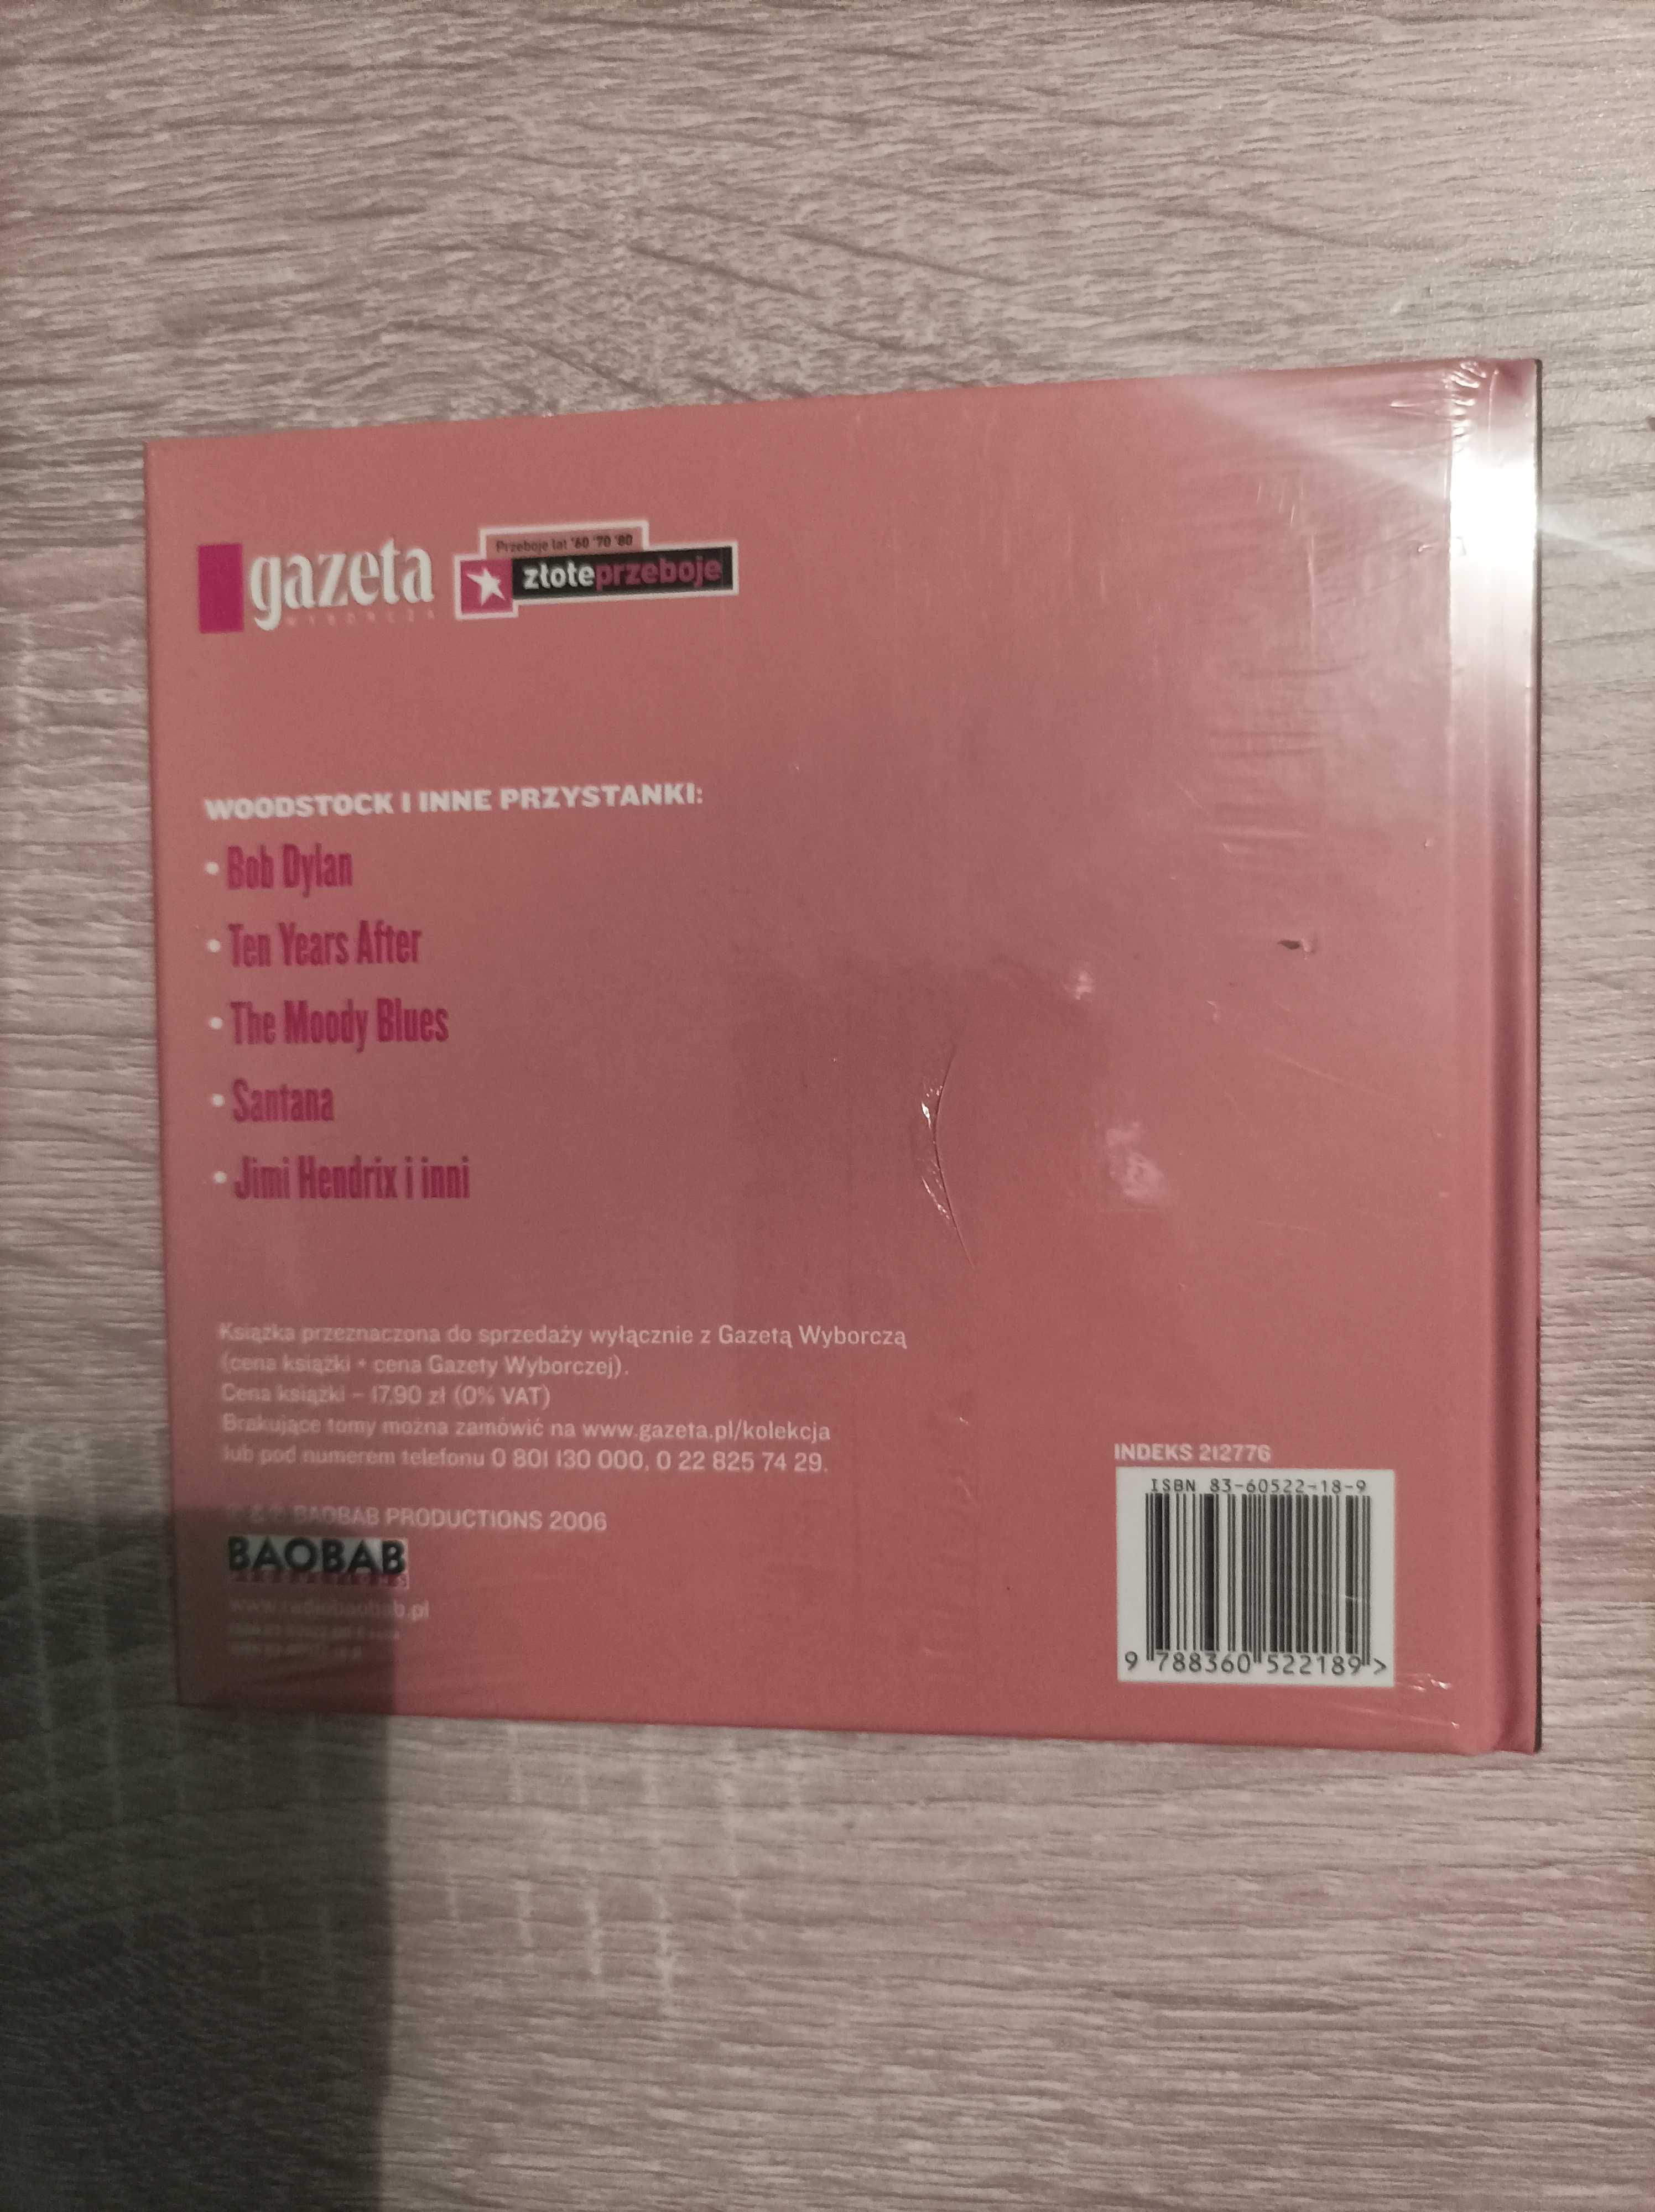 gazeta
WYBORCZA
Przeboje lat '60 '70 '80
złoteprzeboje
WOODSTOCK I INNE PRZYSTANKI:
• Bob Dylan
• Ten Years After
• The Moody Blues
• Santana
• Jimi Hendrix i inni
Książka przeznaczona do sprzedaży wyłącznie z Gazetą Wyborczą
(cena książki + cena Gazety Wyborczej).
Cena książki – 17,90 zł (0% VAT)
Brakujące tomy można zamówić na www.gazeta.pl/kolekcja
lub pod numerem telefonu 0 801 130 000, 0 22 825 74 29.
BAOBAB PRODUCTIONS 2006
BAOBAB
www.radiobaobab.pl
INDEKS 212776
ISBN 83-60522-18-9
9 788360 522189 >